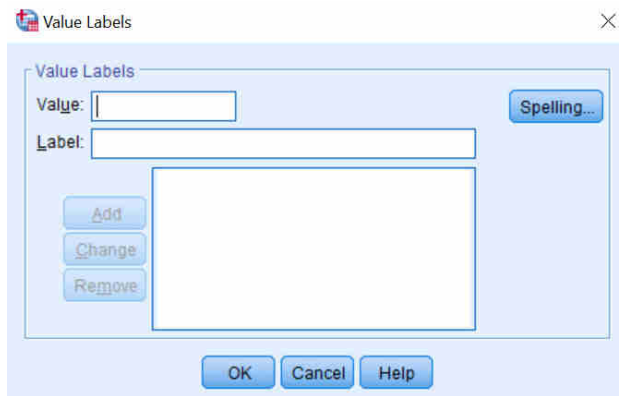 Value Labels
Value Labels
Value:
Spelling...
Label:
Add
Change
Remove
OK Cancel Help